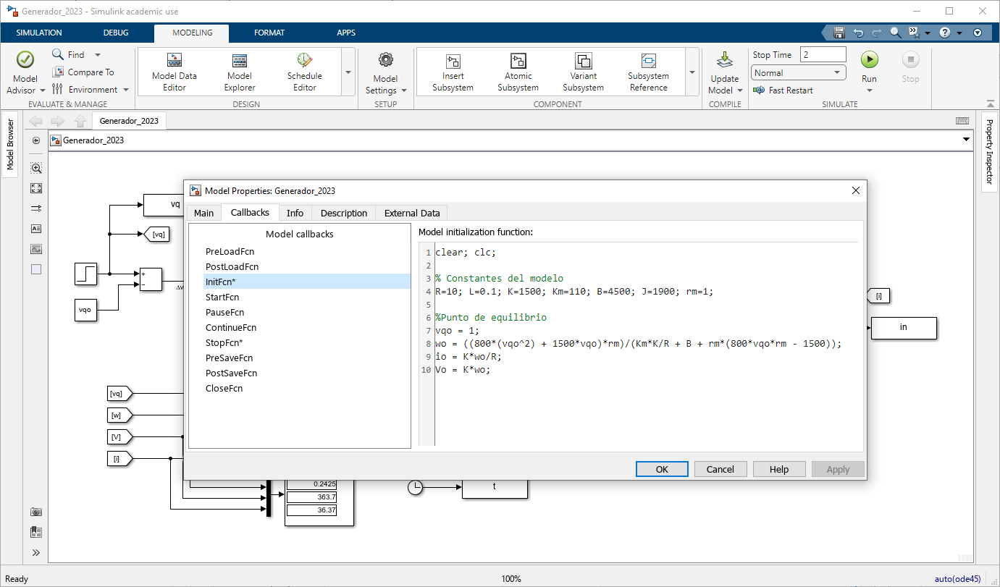 Generador_2023 - Simulink academic use
SIMULATION DEBUG MODELING FORMAT APPS
Model Advisor
Find
Compare To
Environment
EVALUATE & MANAGE
Model Data Editor
Model Explorer
Schedule Editor
DESIGN
Model Settings
SETUP
Insert Subsystem
Atomic Subsystem
Variant Subsystem
Subsystem Reference
COMPONENT
Update Model
COMPILE
Stop Time 2
Normal
Fast Restart
Run
Stop
SIMULATE
Model Browser
Generador_2023
Generador_2023
Property Inspector
vq
[vq]
+
−
vqo
[i]
in
[vq]
[w]
[V]
[i]
0.2425
363.7
36.37
t
Model Properties: Generador_2023
Main Callbacks Info Description External Data
Model callbacks
PreLoadFcn
PostLoadFcn
InitFcn*
StartFcn
PauseFcn
ContinueFcn
StopFcn*
PreSaveFcn
PostSaveFcn
CloseFcn
Model initialization function:
1 clear; clc;
2
3 % Constantes del modelo
4 R=10; L=0.1; K=1500; Km=110; B=4500; J=1900; rm=1;
5
6 %Punto de equilibrio
7 vqo = 1;
8 wo = ((800*(vqo^2) + 1500*vqo)*rm)/(Km*K/R + B + rm*(800*vqo*rm - 1500));
9 io = K*wo/R;
10 Vo = K*wo;
OK Cancel Help Apply
Ready 100% auto(ode45)